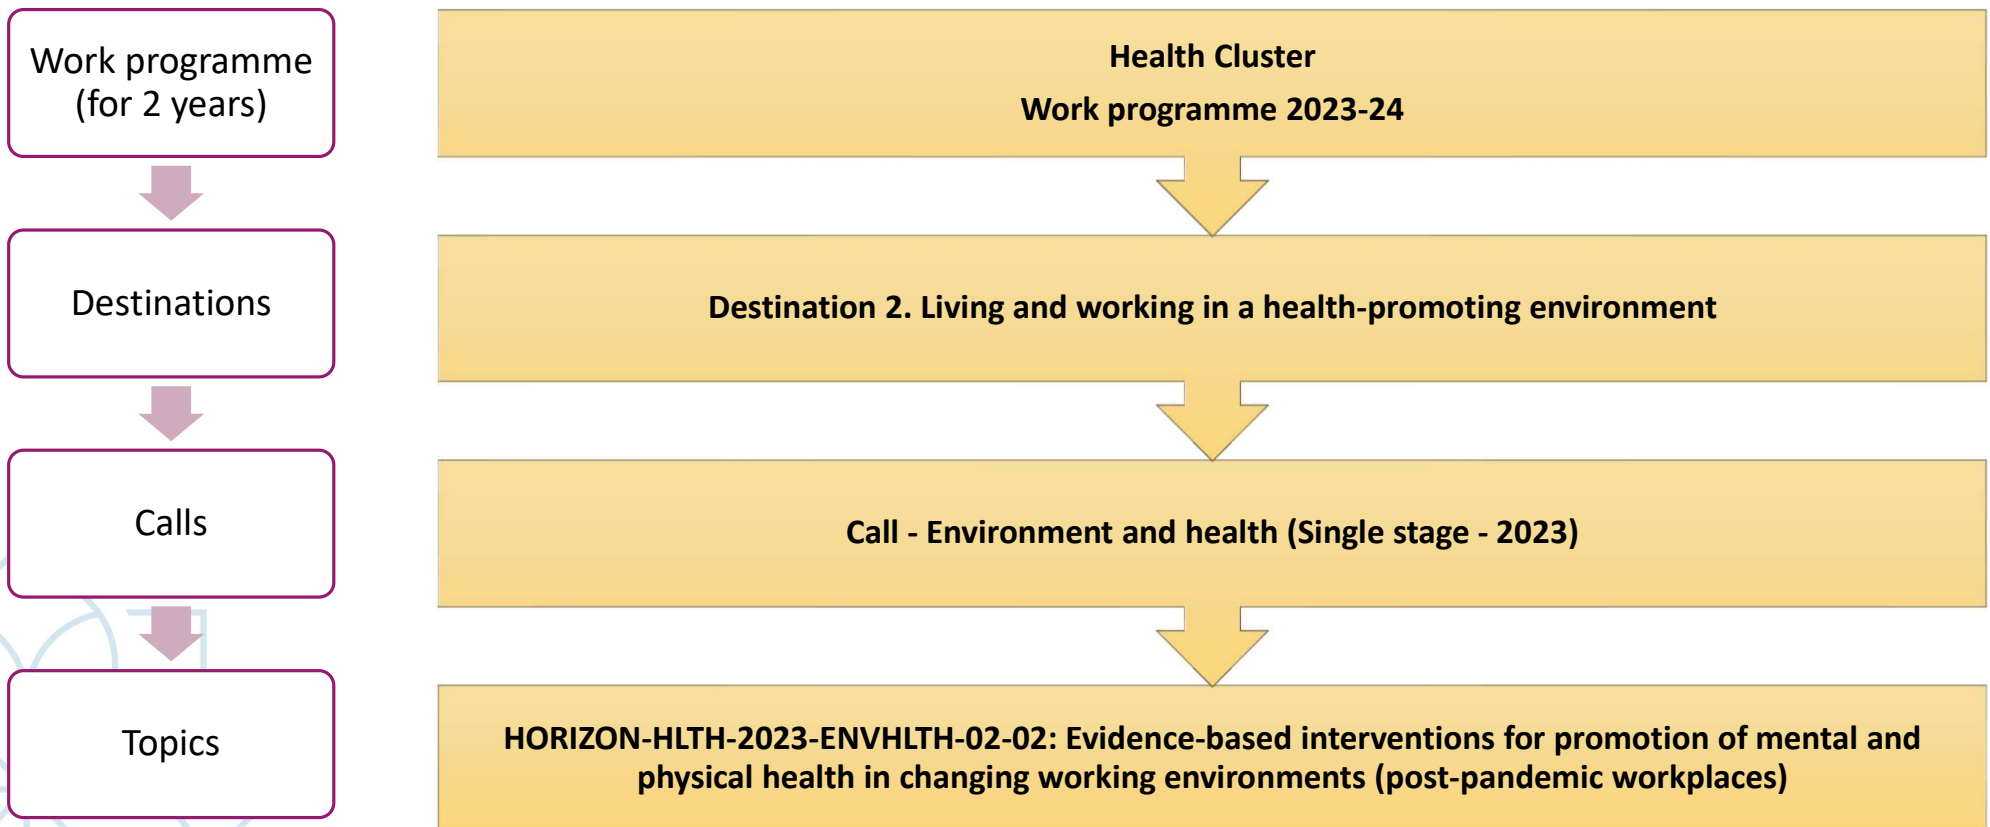 Work programme
(for 2 years)
Health Cluster
Work programme 2023-24
Destinations
Destination 2. Living and working in a health-promoting environment
Calls
Call - Environment and health (Single stage - 2023)
Topics
HORIZON-HLTH-2023-ENVHLTH-02-02: Evidence-based interventions for promotion of mental and
physical health in changing working environments (post-pandemic workplaces)